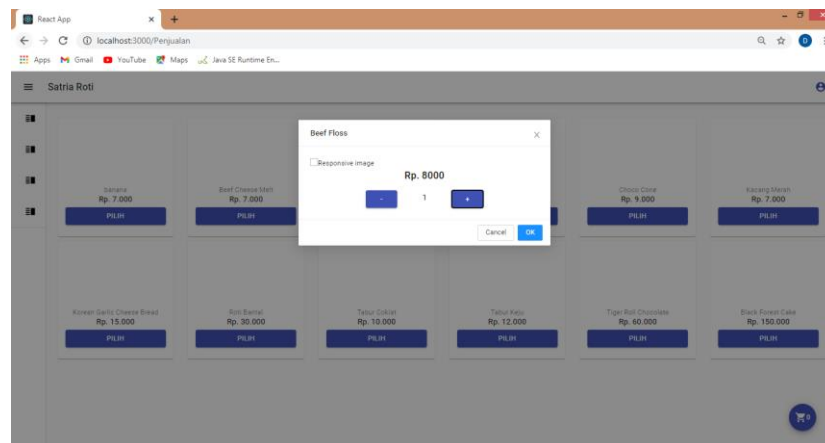 React App
localhost:3000/Penjualan
Apps Gmail YouTube Maps Java SE Runtime En...
Satria Roti
Beef Floss
Responsive image
Rp. 8000
- 1 +
Cancel OK
banana
Rp. 7.000
PILIH
Beef Cheese Melt
Rp. 7.000
PILIH
Choco Cone
Rp. 9.000
PILIH
Kacang Merah
Rp. 7.000
PILIH
Korean Garlic Cheese Bread
Rp. 15.000
PILIH
Roti Bantal
Rp. 30.000
PILIH
Tabur Coklat
Rp. 10.000
PILIH
Tabur Keju
Rp. 12.000
PILIH
Tiger Roll Chocolate
Rp. 60.000
PILIH
Black Forest Cake
Rp. 150.000
PILIH
0